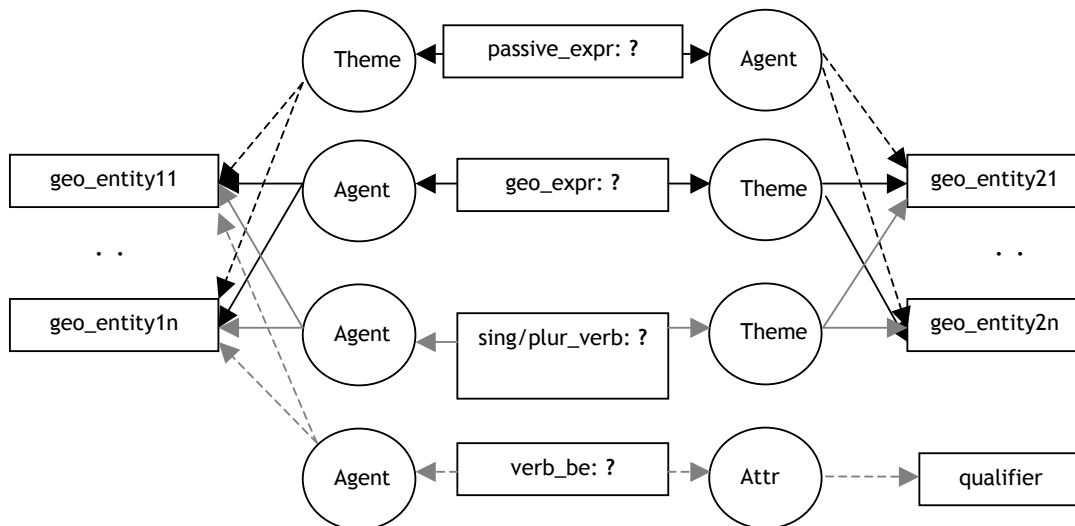 Theme
passive_expr: ?
Agent
geo_entity11
Agent
geo_expr: ?
Theme
geo_entity21
. .
. .
geo_entity1n
Agent
sing/plur_verb: ?
Theme
geo_entity2n
Agent
verb_be: ?
Attr
qualifier